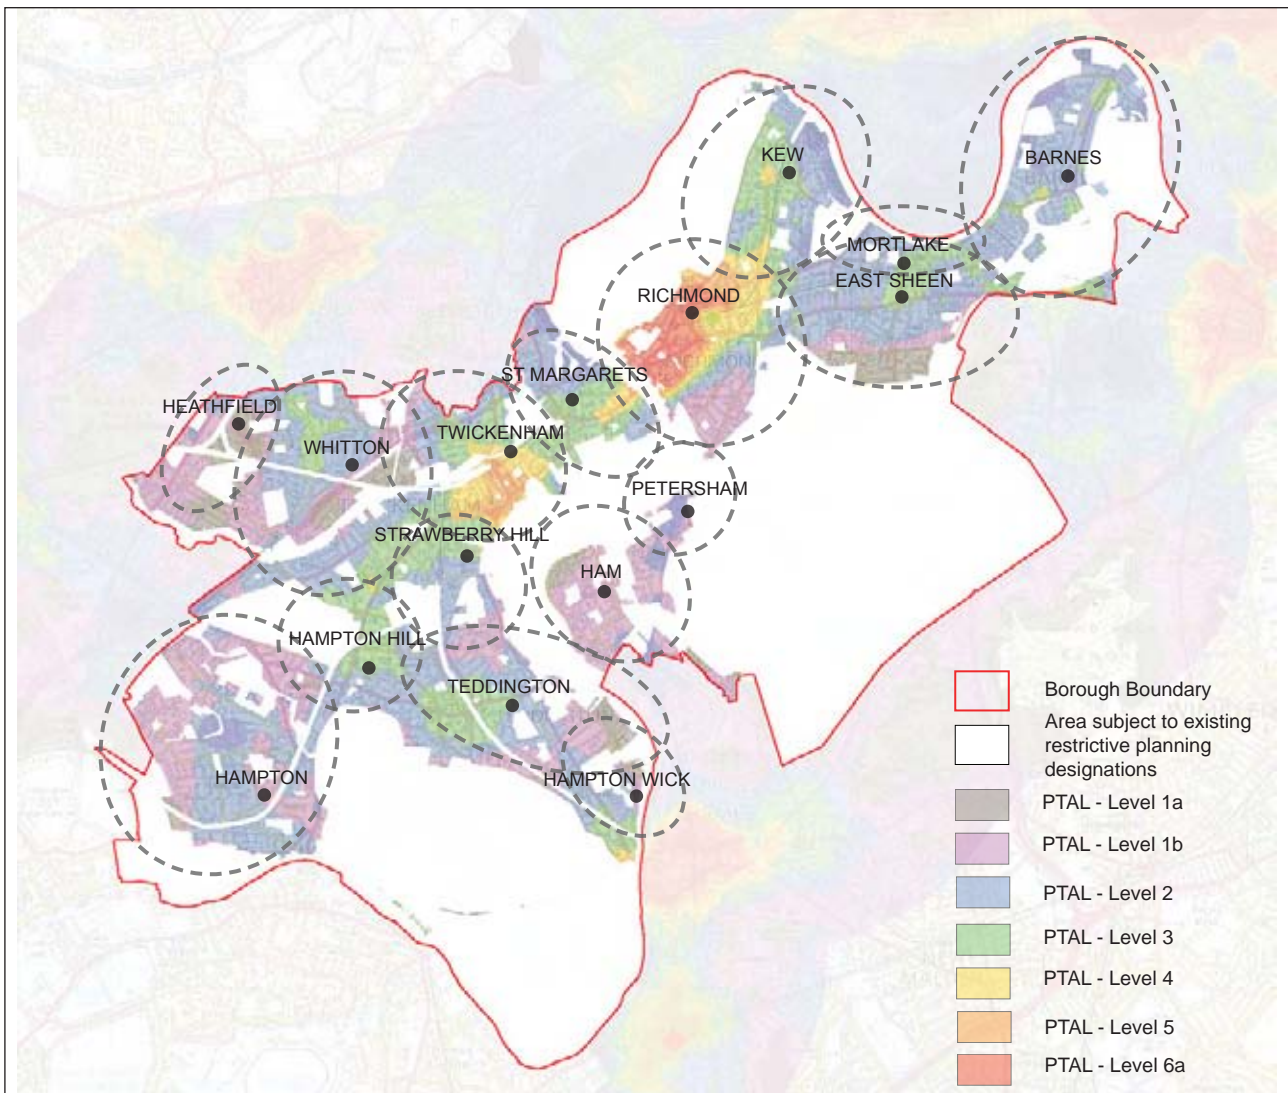 KEW
BARNES
MORTLAKE
EAST SHEEN
RICHMOND
ST MARGARETS
HEATHFIELD
WHITTON
TWICKENHAM
PETERSHAM
STRAWBERRY HILL
HAM
HAMPTON HILL
TEDDINGTON
HAMPTON
HAMPTON WICK
Borough Boundary
Area subject to existing
restrictive planning
designations
PTAL - Level 1a
PTAL - Level 1b
PTAL - Level 2
PTAL - Level 3
PTAL - Level 4
PTAL - Level 5
PTAL - Level 6a